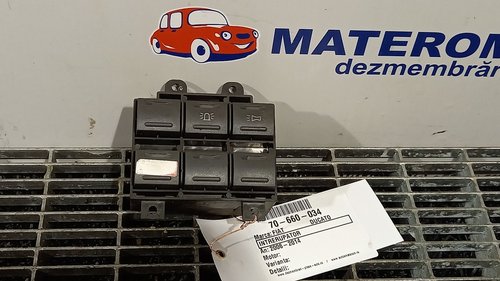 MATEROM
dezmembrăr
70-660-034
Marca: FIAT DUCATO
INTRERUPATOR
An: 2006-2014
Motor:
Varianta:
Detalii: